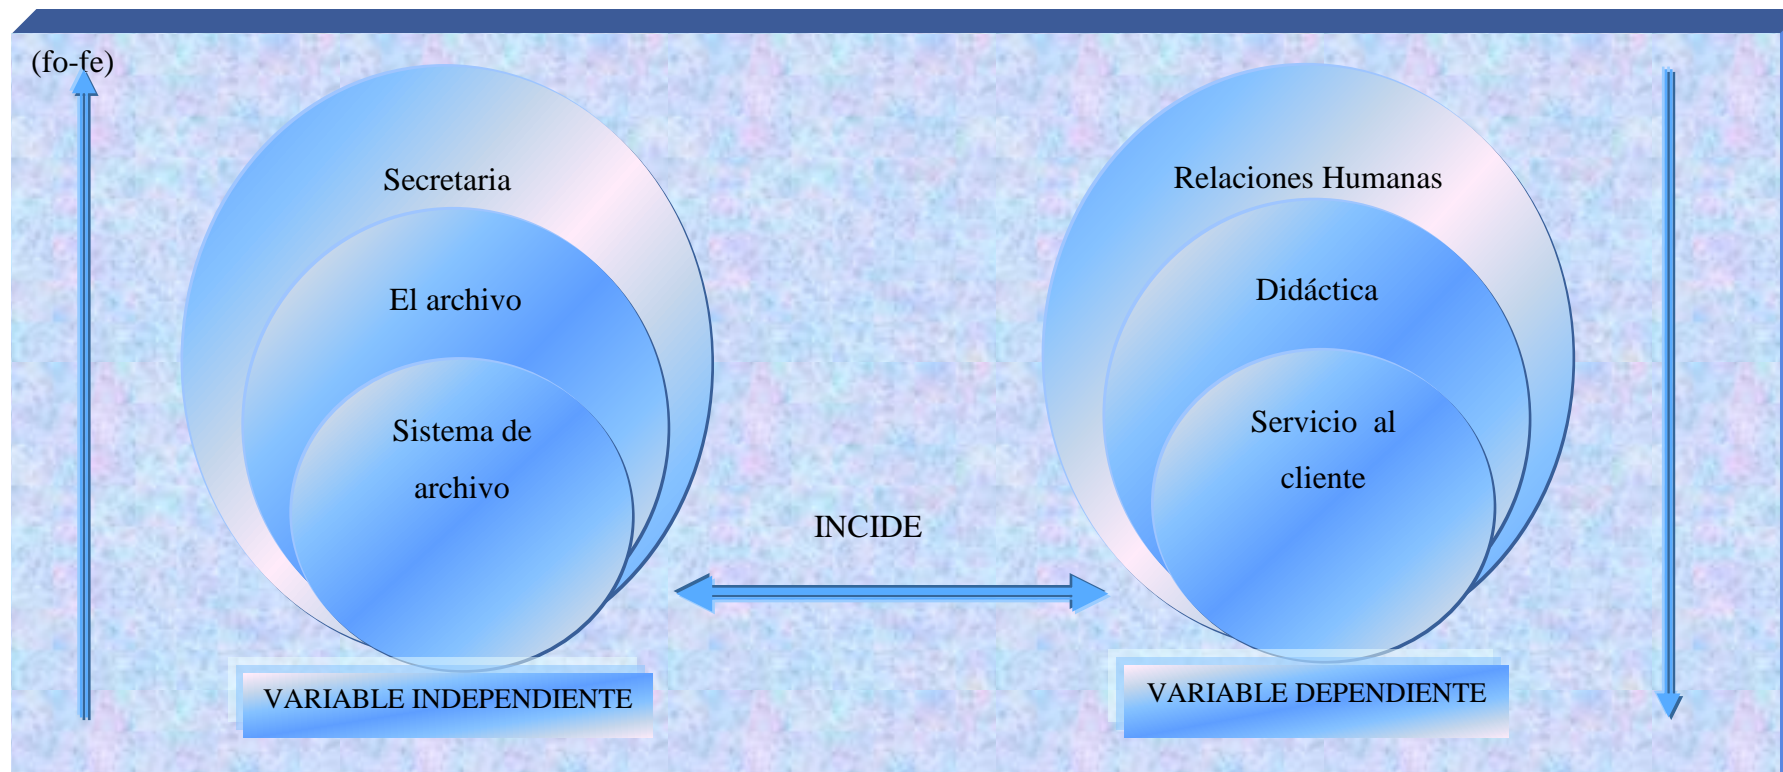 (fo-fe)
Secretaria
El archivo
Sistema de
archivo
VARIABLE INDEPENDIENTE
INCIDE
Relaciones Humanas
Didáctica
Servicio al
cliente
VARIABLE DEPENDIENTE